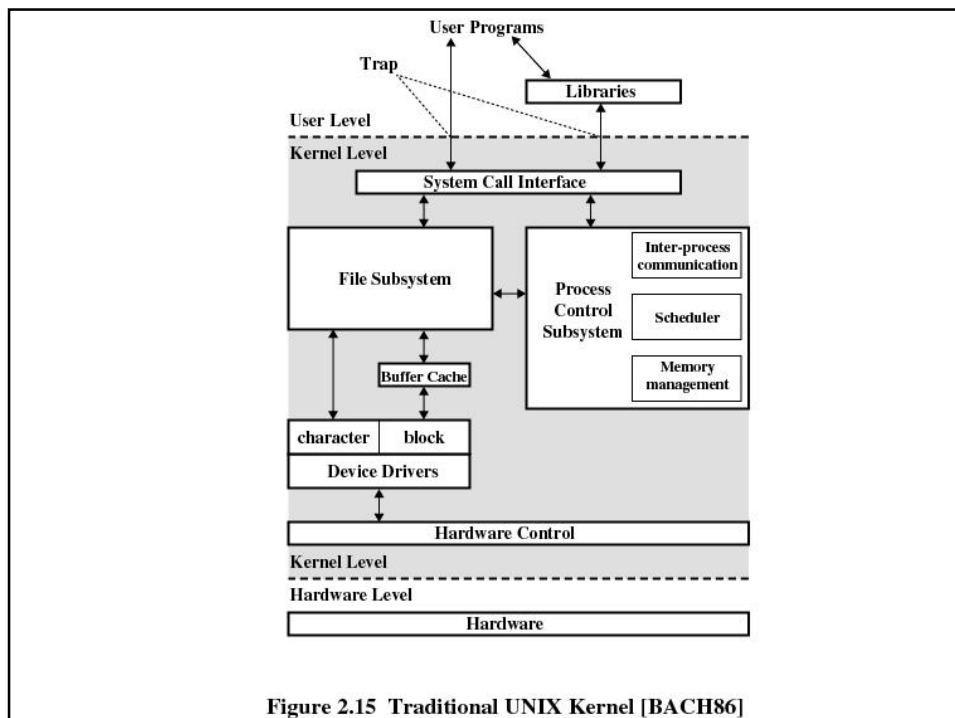 User Programs
Trap
Libraries
User Level
Kernel Level
System Call Interface
File Subsystem
Process
Control
Subsystem
Inter-process
communication
Scheduler
Memory
management
Buffer Cache
character block
Device Drivers
Hardware Control
Kernel Level
Hardware Level
Hardware
Figure 2.15 Traditional UNIX Kernel [BACH86]